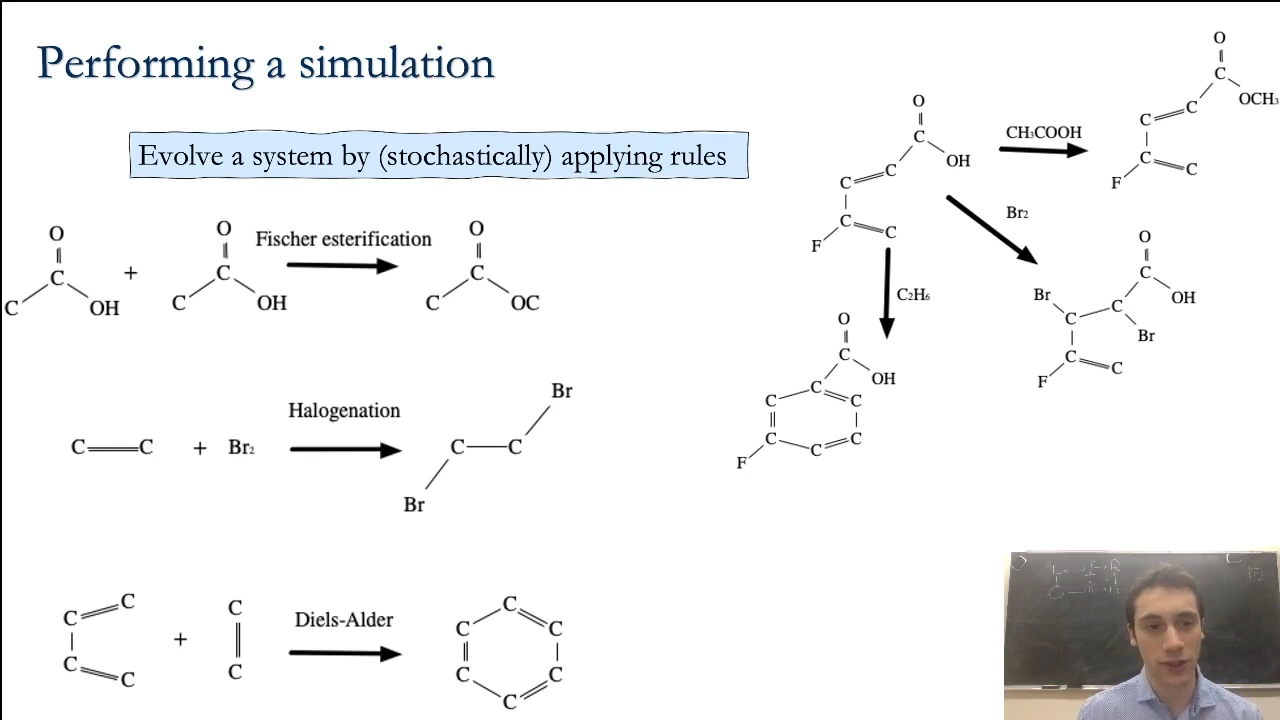 Performing a simulation
Evolve a system by (stochastically) applying rules
O
C
C
OH
+
O
C
C
OH
Fischer esterification
O
C
C
OC
C
C
+
Br₂
Halogenation
Br
C
C
Br
C
C
C
C
+
C
C
Diels-Alder
C
C
C
C
C
C
O
C
OH
C
C
C
C
F
CH₃COOH
O
C
OCH₃
C
C
C
C
F
Br₂
O
C
OH
Br
C
C
Br
C
C
F
C₂H₆
O
C
OH
C
C
C
C
C
C
F